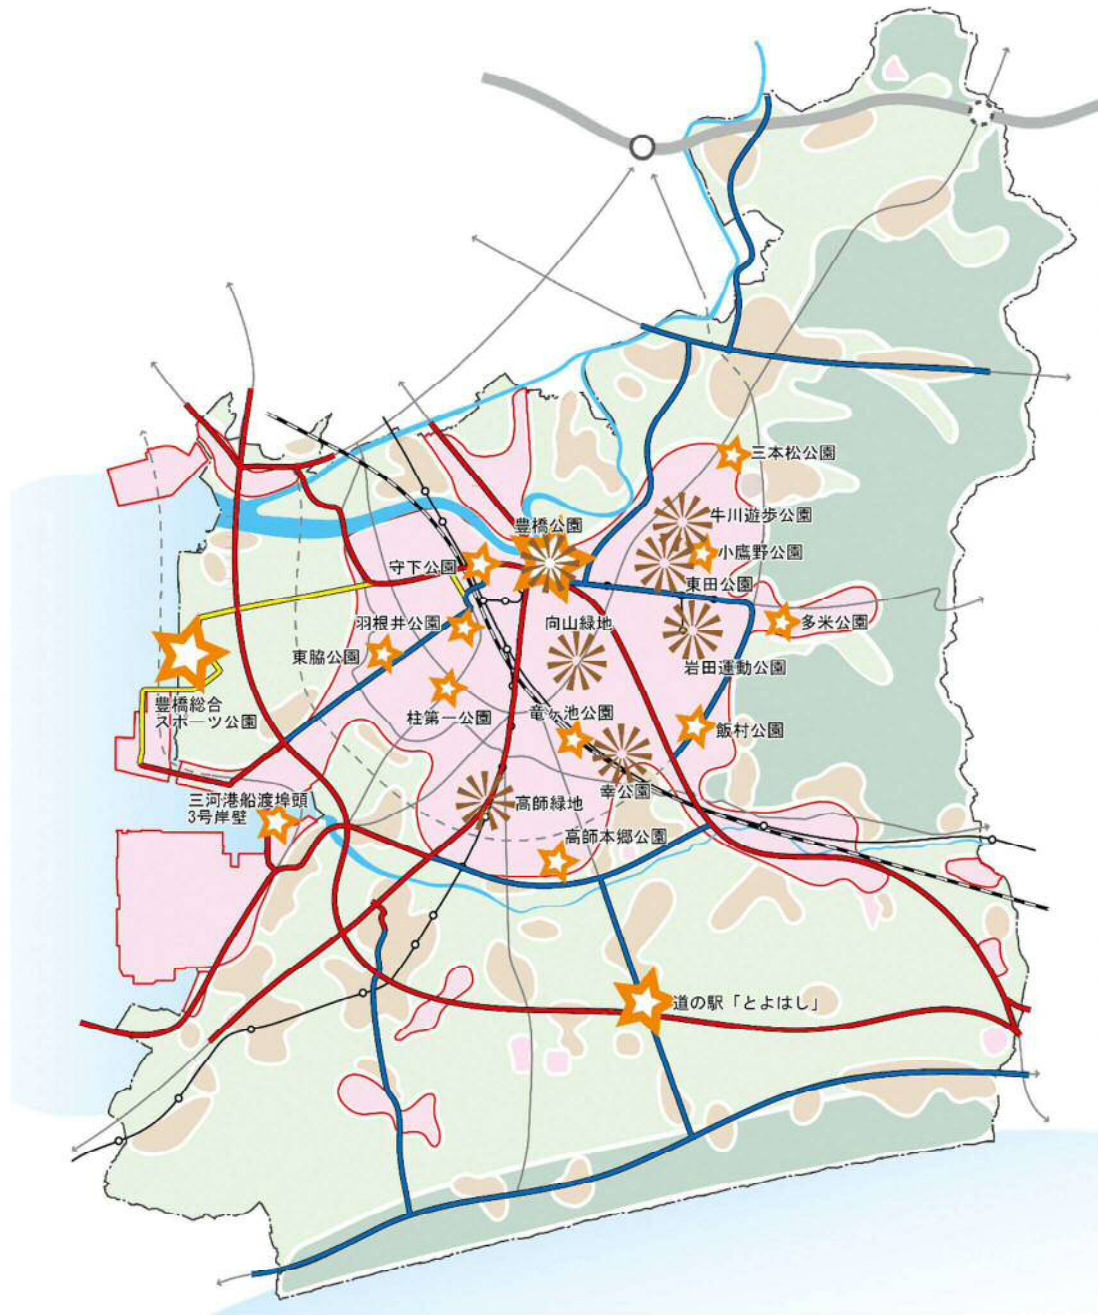 三本松公園
牛川遊歩公園
豊橋公園
小鷹野公園
守下公園
東田公園
羽根井公園
向山緑地
多米公園
東脇公園
岩田運動公園
豊橋総合
スポーツ公園
柱第一公園
竜ヶ池公園
飯村公園
幸公園
三河港船渡埠頭
3号岸壁
高師緑地
高師本郷公園
道の駅「とよはし」